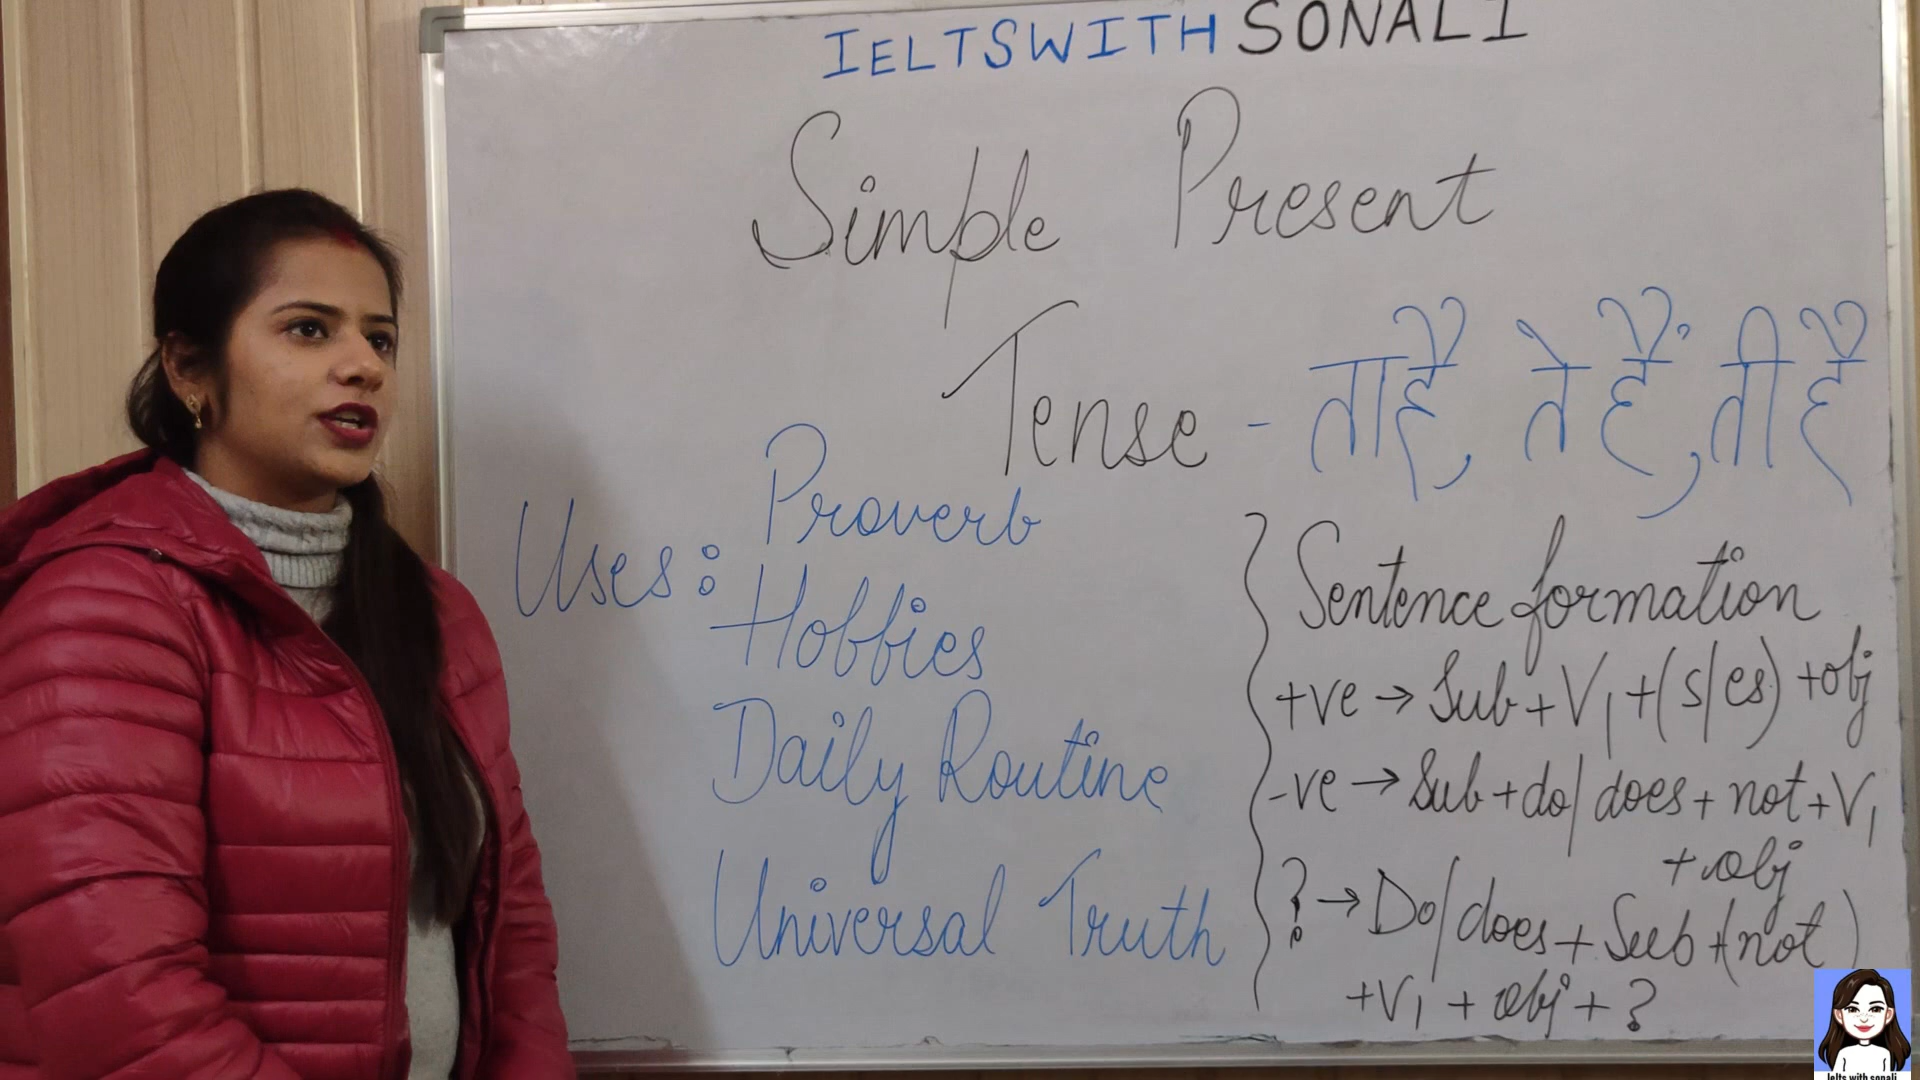 IELTSWITH SONALI
Simple Present
Tense - ता है, ते हैं, ती है
Uses: Proverb
Hobbies
Daily Routine
Universal Truth
Sentence formation
+ve → Sub + V1 + (s/es) + obj
-ve → Sub + do/does + not + V1
+ obj
? → Do/does + Sub + (not)
+ V1 + obj + ?
Ielts with sonali